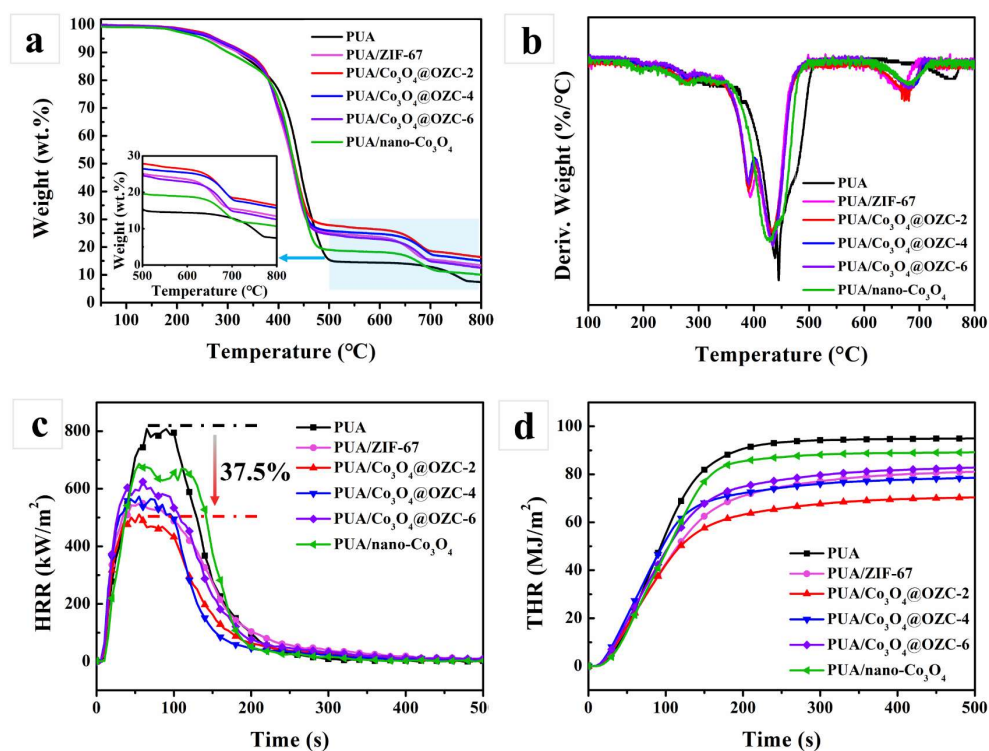 a
Weight (wt.%)
100
90
80
70
60
50
40
30
20
10
0
PUA
PUA/ZIF-67
PUA/Co₃O₄@OZC-2
PUA/Co₃O₄@OZC-4
PUA/Co₃O₄@OZC-6
PUA/nano-Co₃O₄
Weight (wt.%)
30
20
10
0
500 600 700 800
Temperature (°C)
100 200 300 400 500 600 700 800
Temperature (°C)
b
Deriv. Weight (%/°C)
PUA
PUA/ZIF-67
PUA/Co₃O₄@OZC-2
PUA/Co₃O₄@OZC-4
PUA/Co₃O₄@OZC-6
PUA/nano-Co₃O₄
100 200 300 400 500 600 700 800
Temperature (°C)
c
HRR (kW/m²)
800
600
400
200
0
37.5%
PUA
PUA/ZIF-67
PUA/Co₃O₄@OZC-2
PUA/Co₃O₄@OZC-4
PUA/Co₃O₄@OZC-6
PUA/nano-Co₃O₄
0 100 200 300 400 50
Time (s)
d
THR (MJ/m²)
100
80
60
40
20
0
PUA
PUA/ZIF-67
PUA/Co₃O₄@OZC-2
PUA/Co₃O₄@OZC-4
PUA/Co₃O₄@OZC-6
PUA/nano-Co₃O₄
0 100 200 300 400 500
Time (s)